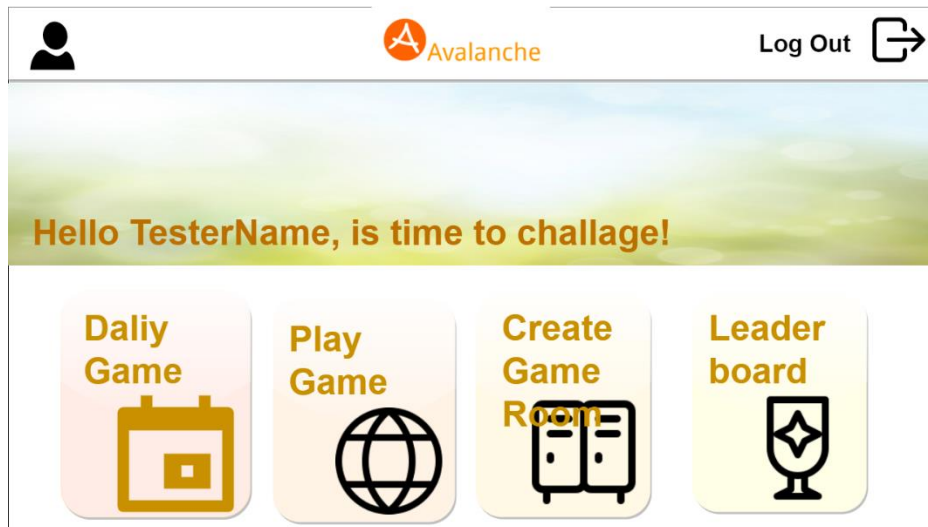 Avalanche
Log Out
Hello TesterName, is time to challage!
Daliy
Game
Play
Game
Create
Game
Room
Leader
board